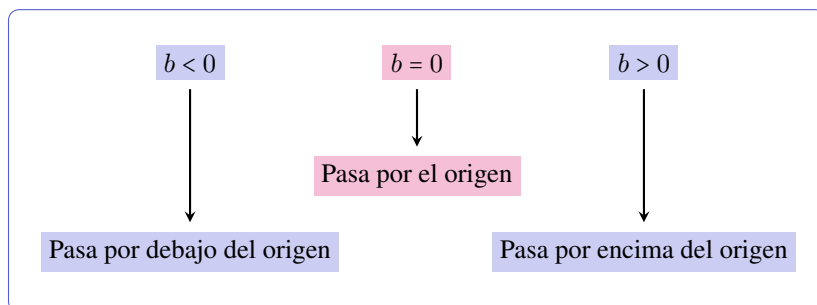 b < 0
b = 0
b > 0
Pasa por el origen
Pasa por debajo del origen
Pasa por encima del origen